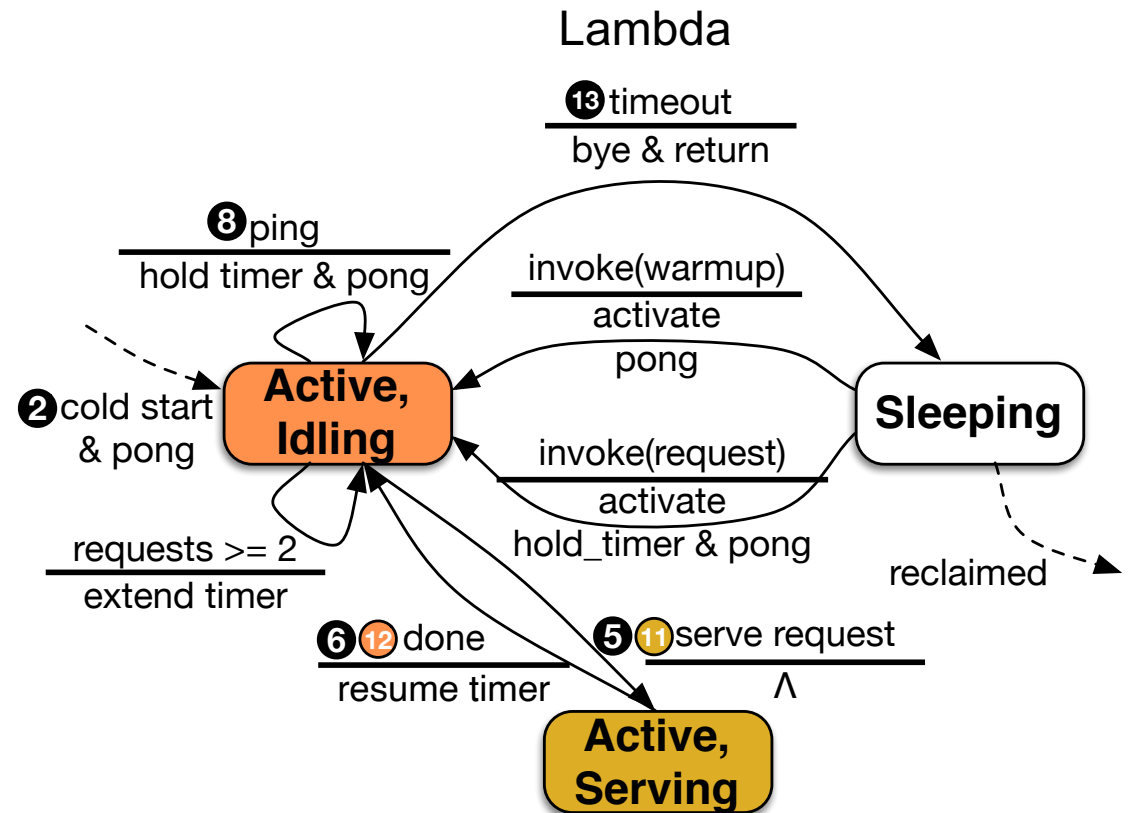 Lambda
13 timeout
bye & return
8 ping
hold timer & pong
invoke(warmup)
activate
pong
2 cold start
& pong
Active,
Idling
Sleeping
invoke(request)
activate
hold_timer & pong
requests >= 2
extend timer
reclaimed
6 12 done
resume timer
5 11 serve request
Λ
Active,
Serving